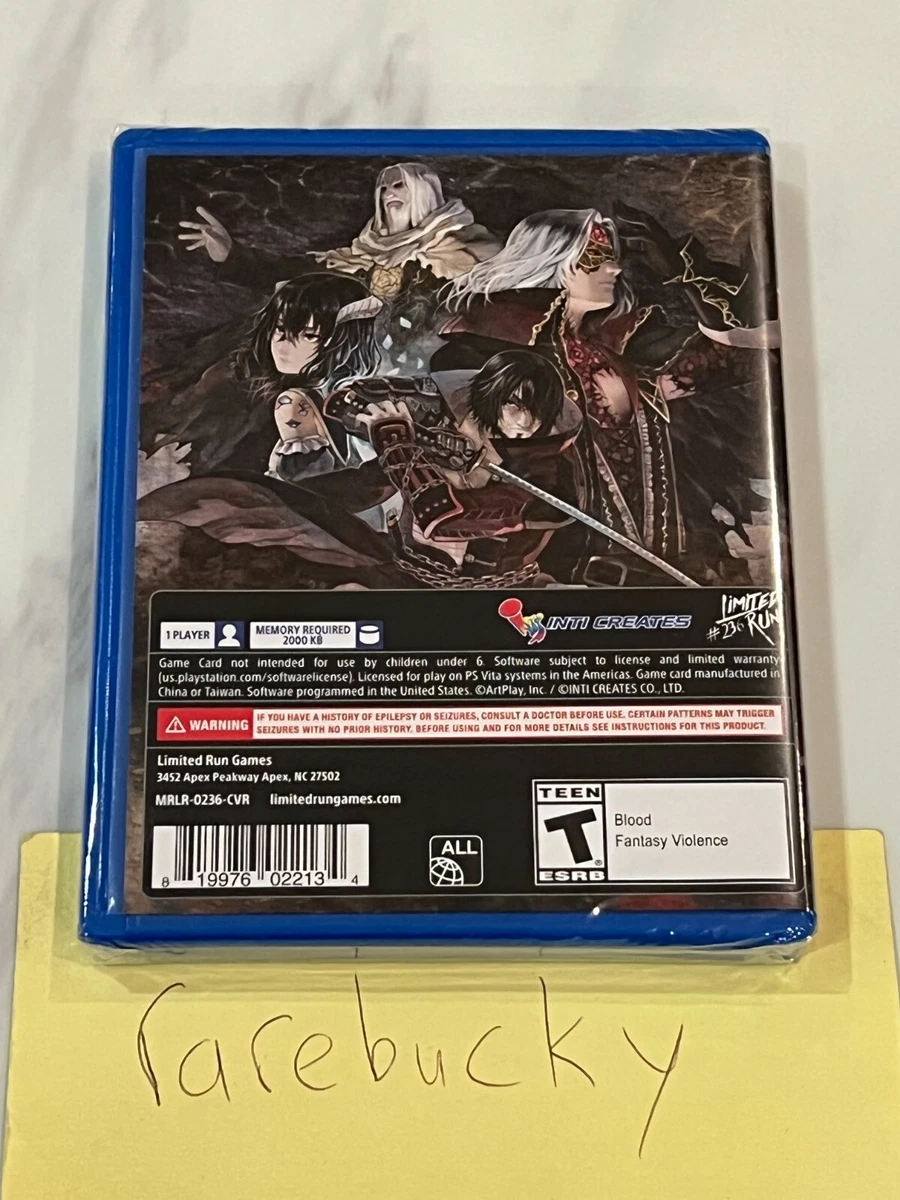 INTI CREATES
LIMITED RUN
#236
1 PLAYER
MEMORY REQUIRED
2000 KB
Game Card not intended for use by children under 6. Software subject to license and limited warranty
(us.playstation.com/softwarelicense). Licensed for play on PS Vita systems in the Americas. Game card manufactured in
China or Taiwan. Software programmed in the United States. ©ArtPlay, Inc. / ©INTI CREATES CO., LTD.
WARNING
IF YOU HAVE A HISTORY OF EPILEPSY OR SEIZURES, CONSULT A DOCTOR BEFORE USE. CERTAIN PATTERNS MAY TRIGGER
SEIZURES WITH NO PRIOR HISTORY. BEFORE USING AND FOR MORE DETAILS SEE INSTRUCTIONS FOR THIS PRODUCT.
Limited Run Games
3452 Apex Peakway Apex, NC 27502
MRLR-0236-CVR limitedrungames.com
8 19976 02213 4
ALL
TEEN
T
ESRB
Blood
Fantasy Violence
rarebucky